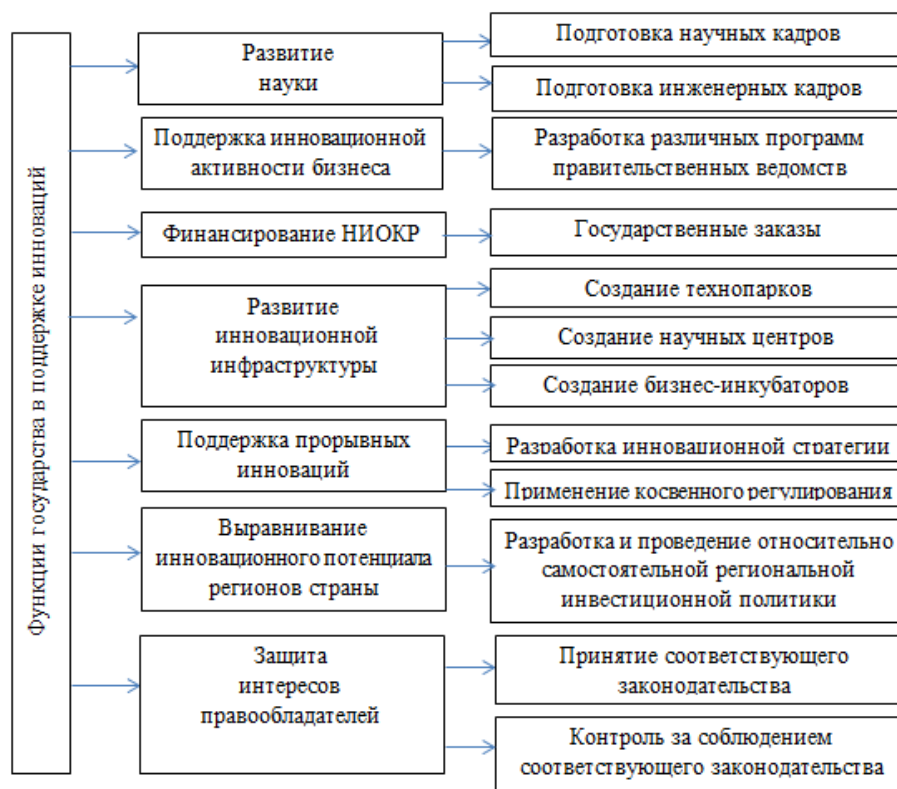 Функции государства в поддержке инноваций
Развитие
науки
Подготовка научных кадров
Подготовка инженерных кадров
Поддержка инновационной
активности бизнеса
Разработка различных программ
правительственных ведомств
Финансирование НИОКР
Государственные заказы
Развитие
инновационной
инфраструктуры
Создание технопарков
Создание научных центров
Создание бизнес-инкубаторов
Поддержка прорывных
инноваций
Разработка инновационной стратегии
Применение косвенного регулирования
Выравнивание
инновационного потенциала
регионов страны
Разработка и проведение относительно
самостоятельной региональной
инвестиционной политики
Защита
интересов
правообладателей
Принятие соответствующего
законодательства
Контроль за соблюдением
соответствующего законодательства